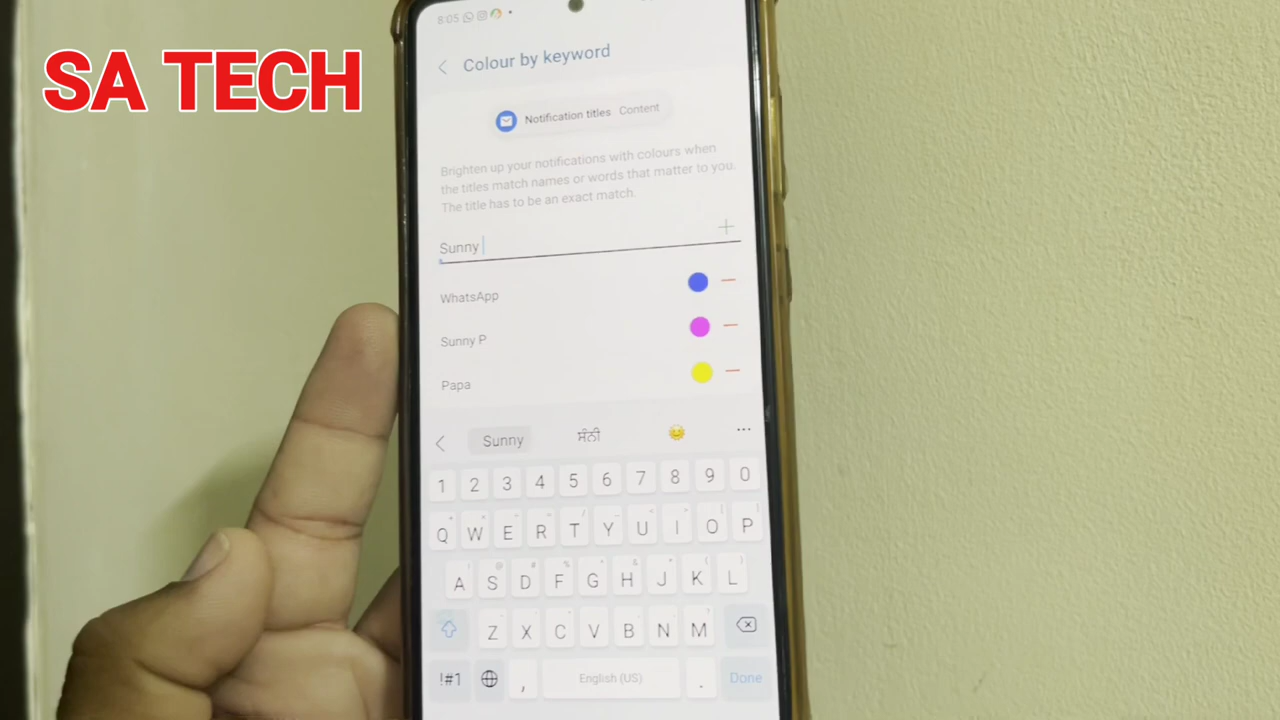 SA TECH
8:05
Colour by keyword
Notification titles Content
Brighten up your notifications with colours when
the titles match names or words that matter to you.
The title has to be an exact match.
Sunny
WhatsApp
Sunny P
Papa
Sunny ਸੰਨੀ
1 2 3 4 5 6 7 8 9 0
Q W E R T Y U I O P
A S D F G H J K L
Z X C V B N M
!#1 , English (US) . Done